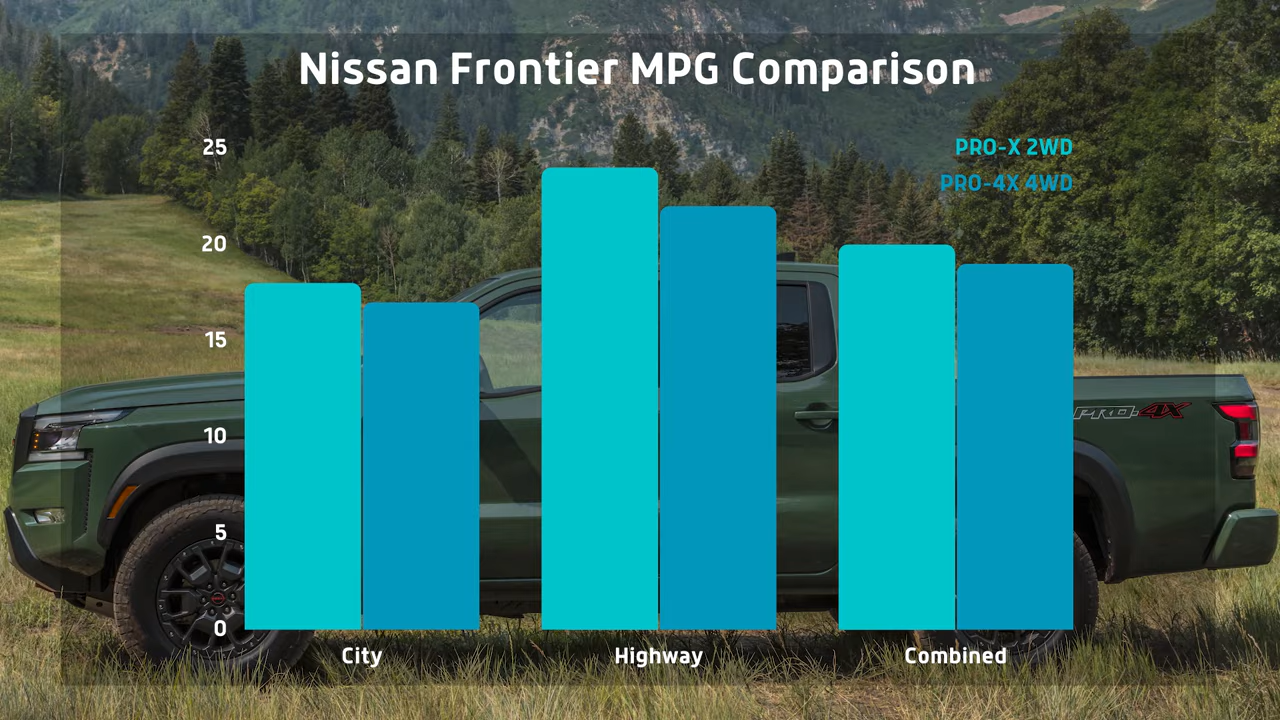 Nissan Frontier MPG Comparison
25
PRO-X 2WD
PRO-4X 4WD
20
15
10
PRO-4X
5
0
City
Highway
Combined